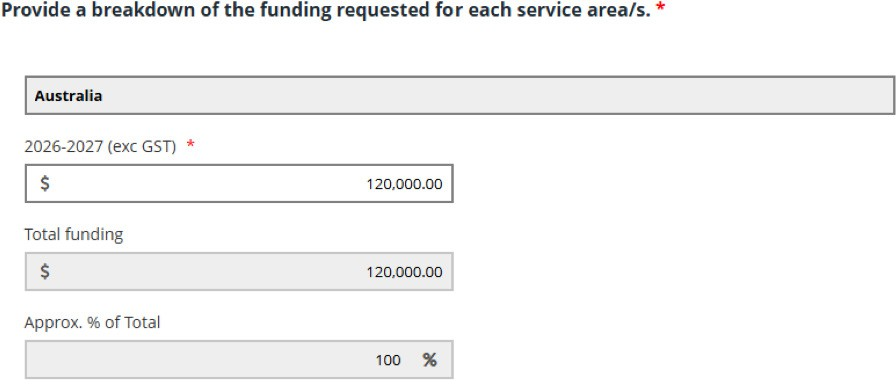 Provide a breakdown of the funding requested for each service area/s. *
Australia
2026-2027 (exc GST) *
$ 120,000.00
Total funding
$ 120,000.00
Approx. % of Total
100 %